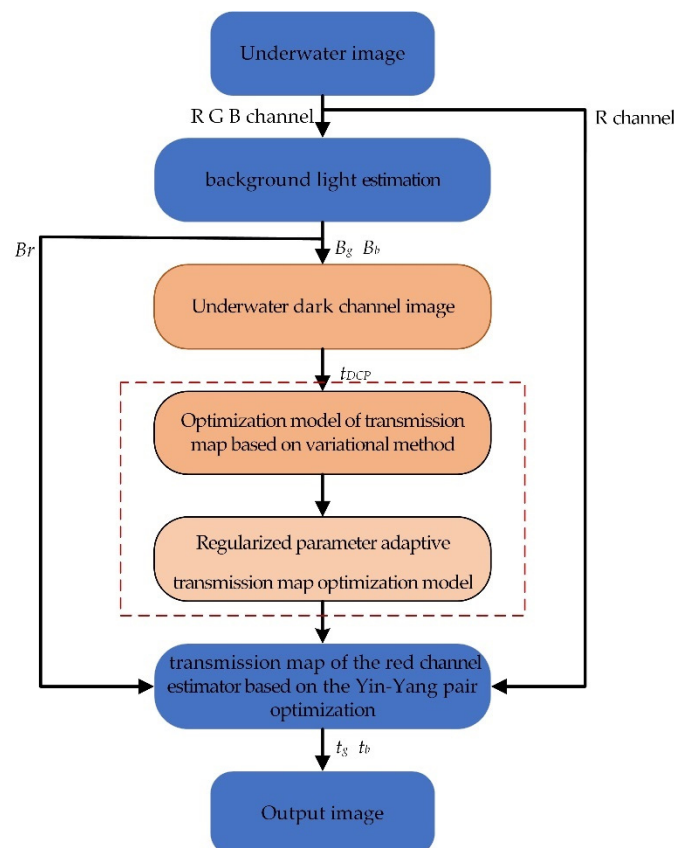 Underwater image
R G B channel
R channel
background light estimation
Br
Bg Bb
Underwater dark channel image
tDCP
Optimization model of transmission
map based on variational method
Regularized parameter adaptive
transmission map optimization model
transmission map of the red channel
estimator based on the Yin-Yang pair
optimization
tg tb
Output image